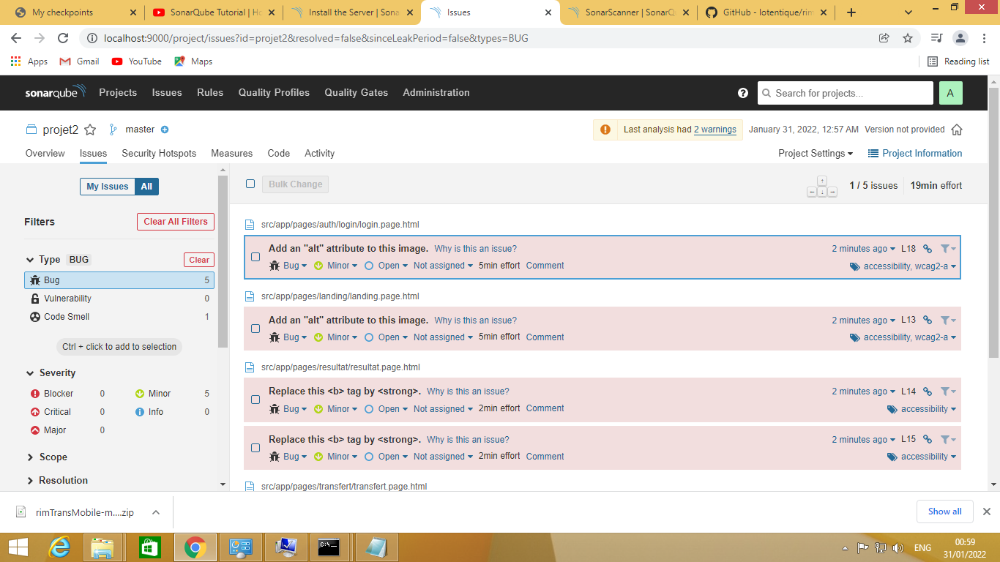 My checkpoints
SonarQube Tutorial | Ho
Install the Server | Sona
Issues
SonarScanner | SonarQ
GitHub - lotentique/rim
localhost:9000/project/issues?id=projet2&resolved=false&sinceLeakPeriod=false&types=BUG
Apps
Gmail
YouTube
Maps
Reading list
sonarqube
Projects
Issues
Rules
Quality Profiles
Quality Gates
Administration
Search for projects...
A
projet2
master
Last analysis had 2 warnings
January 31, 2022, 12:57 AM
Version not provided
Overview
Issues
Security Hotspots
Measures
Code
Activity
Project Settings
Project Information
My Issues
All
Bulk Change
1 / 5 issues
19min effort
Filters
Clear All Filters
Type
BUG
Clear
Bug 5
Vulnerability 0
Code Smell 1
Ctrl + click to add to selection
Severity
Blocker 0
Minor 5
Critical 0
Info 0
Major 0
Scope
Resolution
src/app/pages/auth/login/login.page.html
Add an "alt" attribute to this image. Why is this an issue?
2 minutes ago L18
Bug Minor Open Not assigned 5min effort Comment
accessibility, wcag2-a
src/app/pages/landing/landing.page.html
Add an "alt" attribute to this image. Why is this an issue?
2 minutes ago L13
Bug Minor Open Not assigned 5min effort Comment
accessibility, wcag2-a
src/app/pages/resultat/resultat.page.html
Replace this <b> tag by <strong>. Why is this an issue?
2 minutes ago L14
Bug Minor Open Not assigned 2min effort Comment
accessibility
Replace this <b> tag by <strong>. Why is this an issue?
2 minutes ago L15
Bug Minor Open Not assigned 2min effort Comment
accessibility
src/app/pages/transfert/transfert.page.html
rimTransMobile-m....zip
Show all
ENG
00:59
31/01/2022